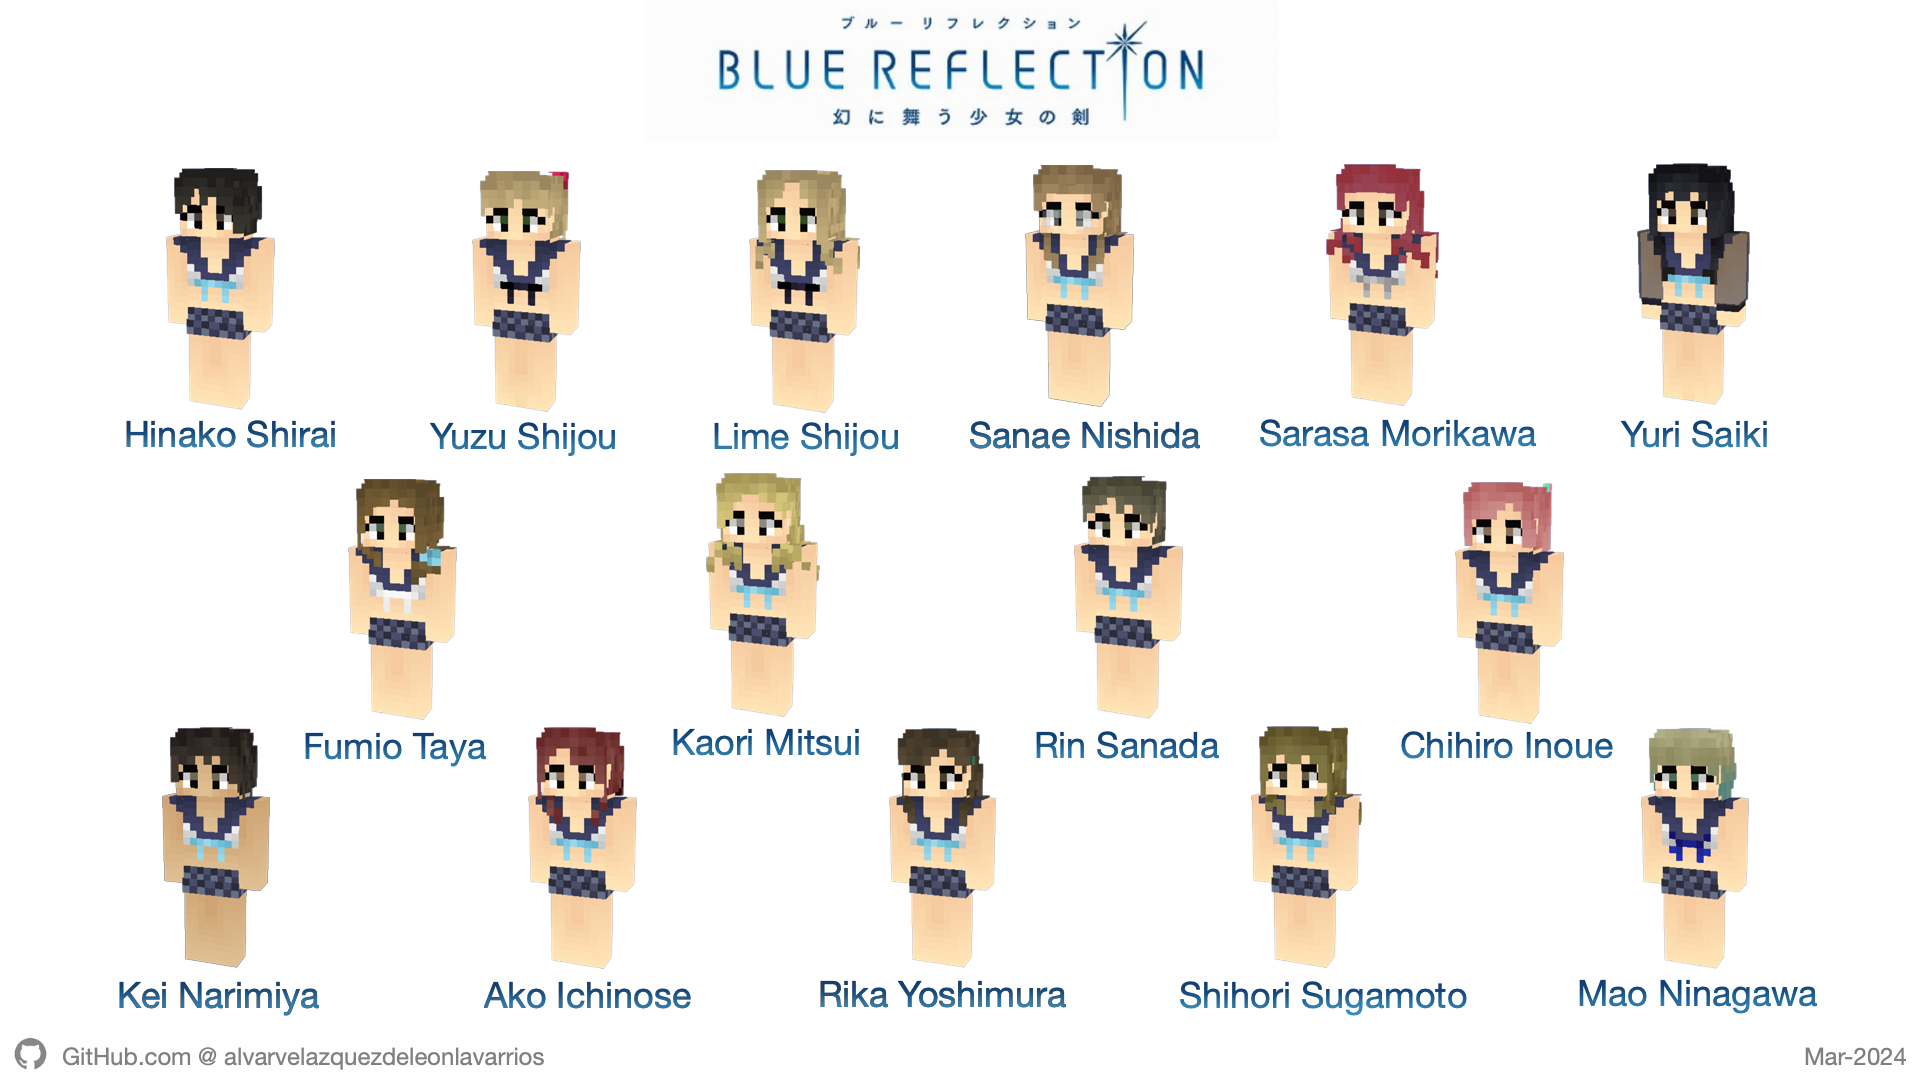 ブルー リフレクション
BLUE REFLECTION
幻に舞う少女の剣
Hinako Shirai
Yuzu Shijou
Lime Shijou
Sanae Nishida
Sarasa Morikawa
Yuri Saiki
Fumio Taya
Kaori Mitsui
Rin Sanada
Chihiro Inoue
Kei Narimiya
Ako Ichinose
Rika Yoshimura
Shihori Sugamoto
Mao Ninagawa
GitHub.com @ alvarvelazquezdeleonlavarrios
Mar-2024